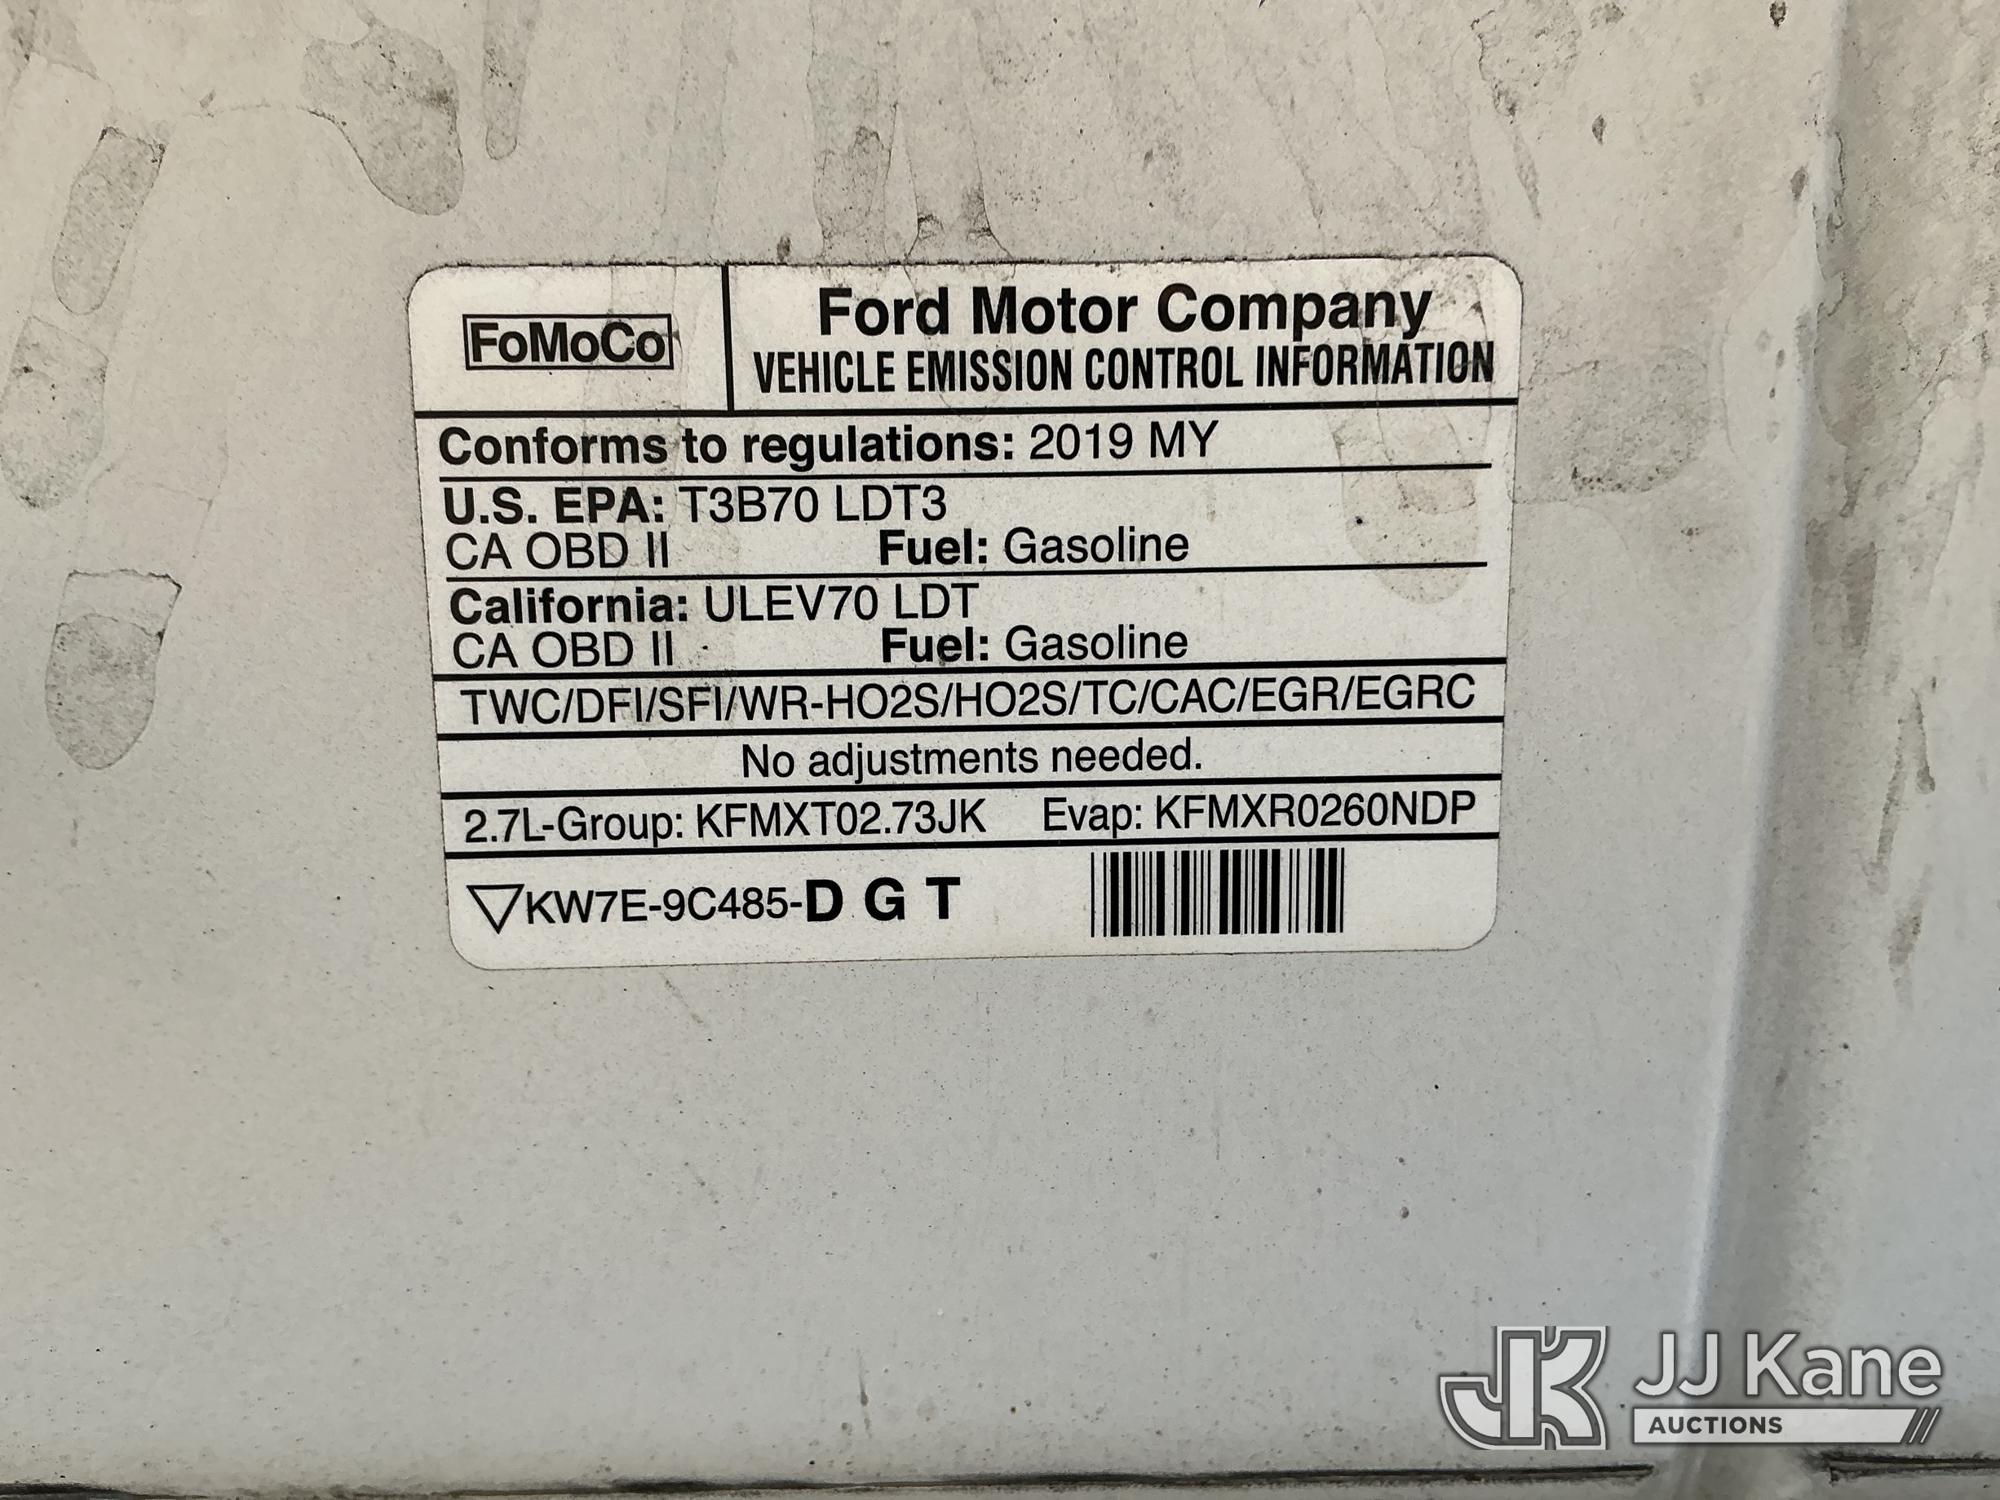 FoMoCo
Ford Motor Company
VEHICLE EMISSION CONTROL INFORMATION
Conforms to regulations: 2019 MY
U.S. EPA: T3B70 LDT3
CA OBD II Fuel: Gasoline
California: ULEV70 LDT
CA OBD II Fuel: Gasoline
TWC/DFI/SFI/WR-HO2S/HO2S/TC/CAC/EGR/EGRC
No adjustments needed.
2.7L-Group: KFMXT02.73JK Evap: KFMXR0260NDP
KW7E-9C485-D G T
JK JJ Kane
AUCTIONS